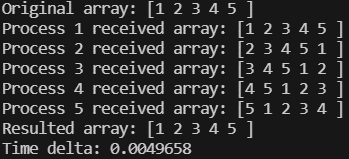 Original array: [1 2 3 4 5 ]
Process 1 received array: [1 2 3 4 5 ]
Process 2 received array: [2 3 4 5 1 ]
Process 3 received array: [3 4 5 1 2 ]
Process 4 received array: [4 5 1 2 3 ]
Process 5 received array: [5 1 2 3 4 ]
Resulted array: [1 2 3 4 5 ]
Time delta: 0.0049658